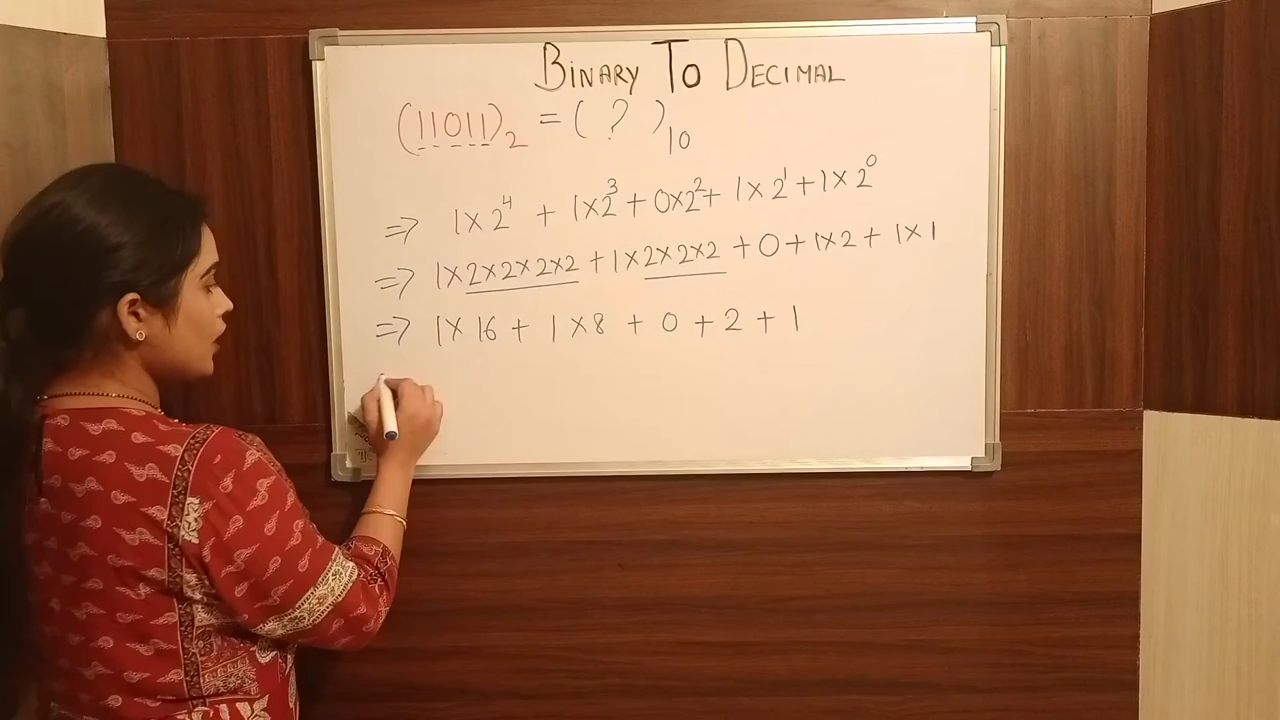 BINARY TO DECIMAL
(11011)₂ = ( ? )₁₀
=> 1×2⁴ + 1×2³ + 0×2² + 1×2¹ + 1×2⁰
=> 1×2×2×2×2 + 1×2×2×2 + 0 + 1×2 + 1×1
=> 1×16 + 1×8 + 0 + 2 + 1